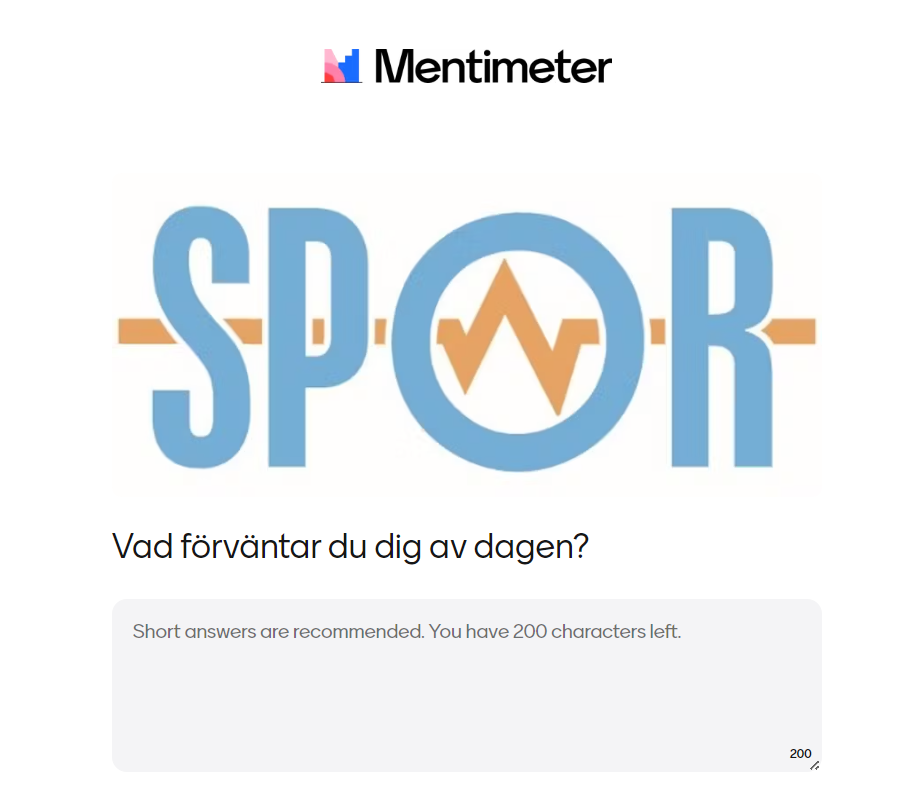 Mentimeter
SPOR
Vad förväntar du dig av dagen?
Short answers are recommended. You have 200 characters left.
200